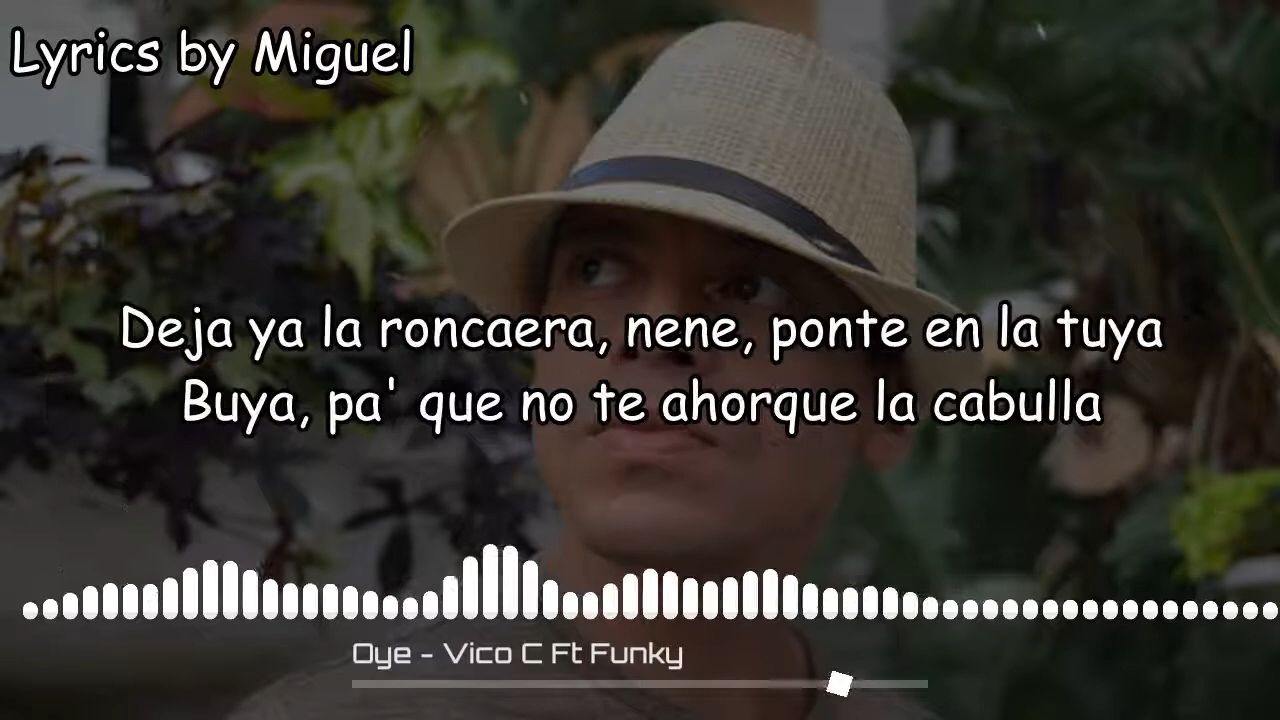 Lyrics by Miguel
Deja ya la roncaera, nene, ponte en la tuya
Buya, pa' que no te ahorque la cabulla
Oye - Vico C Ft Funky